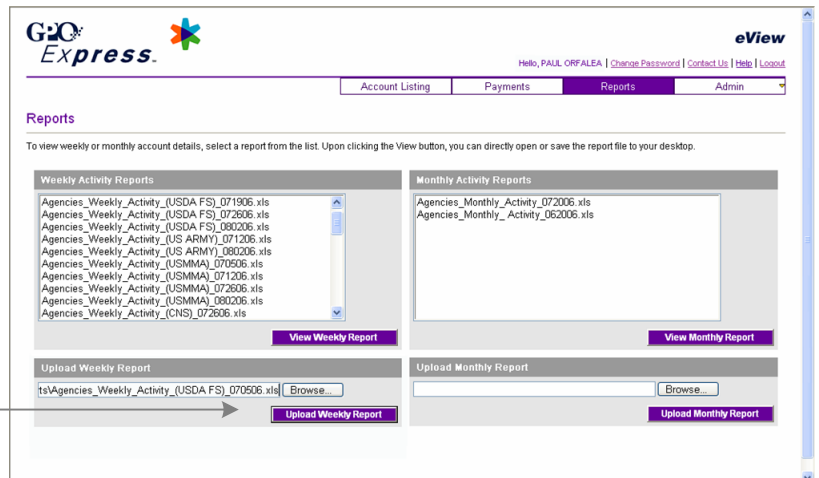 GPO
Express
eView
Hello, PAUL ORFALEA | Change Password | Contact Us | Help | Logout
Account Listing
Payments
Reports
Admin
Reports
To view weekly or monthly account details, select a report from the list. Upon clicking the View button, you can directly open or save the report file to your desktop.
Weekly Activity Reports
Agencies_Weekly_Activity_(USDA FS)_071906.xls
Agencies_Weekly_Activity_(USDA FS)_072606.xls
Agencies_Weekly_Activity_(USDA FS)_080206.xls
Agencies_Weekly_Activity_(US ARMY)_071206.xls
Agencies_Weekly_Activity_(US ARMY)_080206.xls
Agencies_Weekly_Activity_(USMMA)_070506.xls
Agencies_Weekly_Activity_(USMMA)_071206.xls
Agencies_Weekly_Activity_(USMMA)_072606.xls
Agencies_Weekly_Activity_(USMMA)_080206.xls
Agencies_Weekly_Activity_(CNS)_072606.xls
View Weekly Report
Monthly Activity Reports
Agencies_Monthly_Activity_072006.xls
Agencies_Monthly_ Activity_062006.xls
View Monthly Report
Upload Weekly Report
ts\Agencies_Weekly_Activity_(USDA FS)_070506.xls
Browse...
Upload Weekly Report
Upload Monthly Report
Browse...
Upload Monthly Report